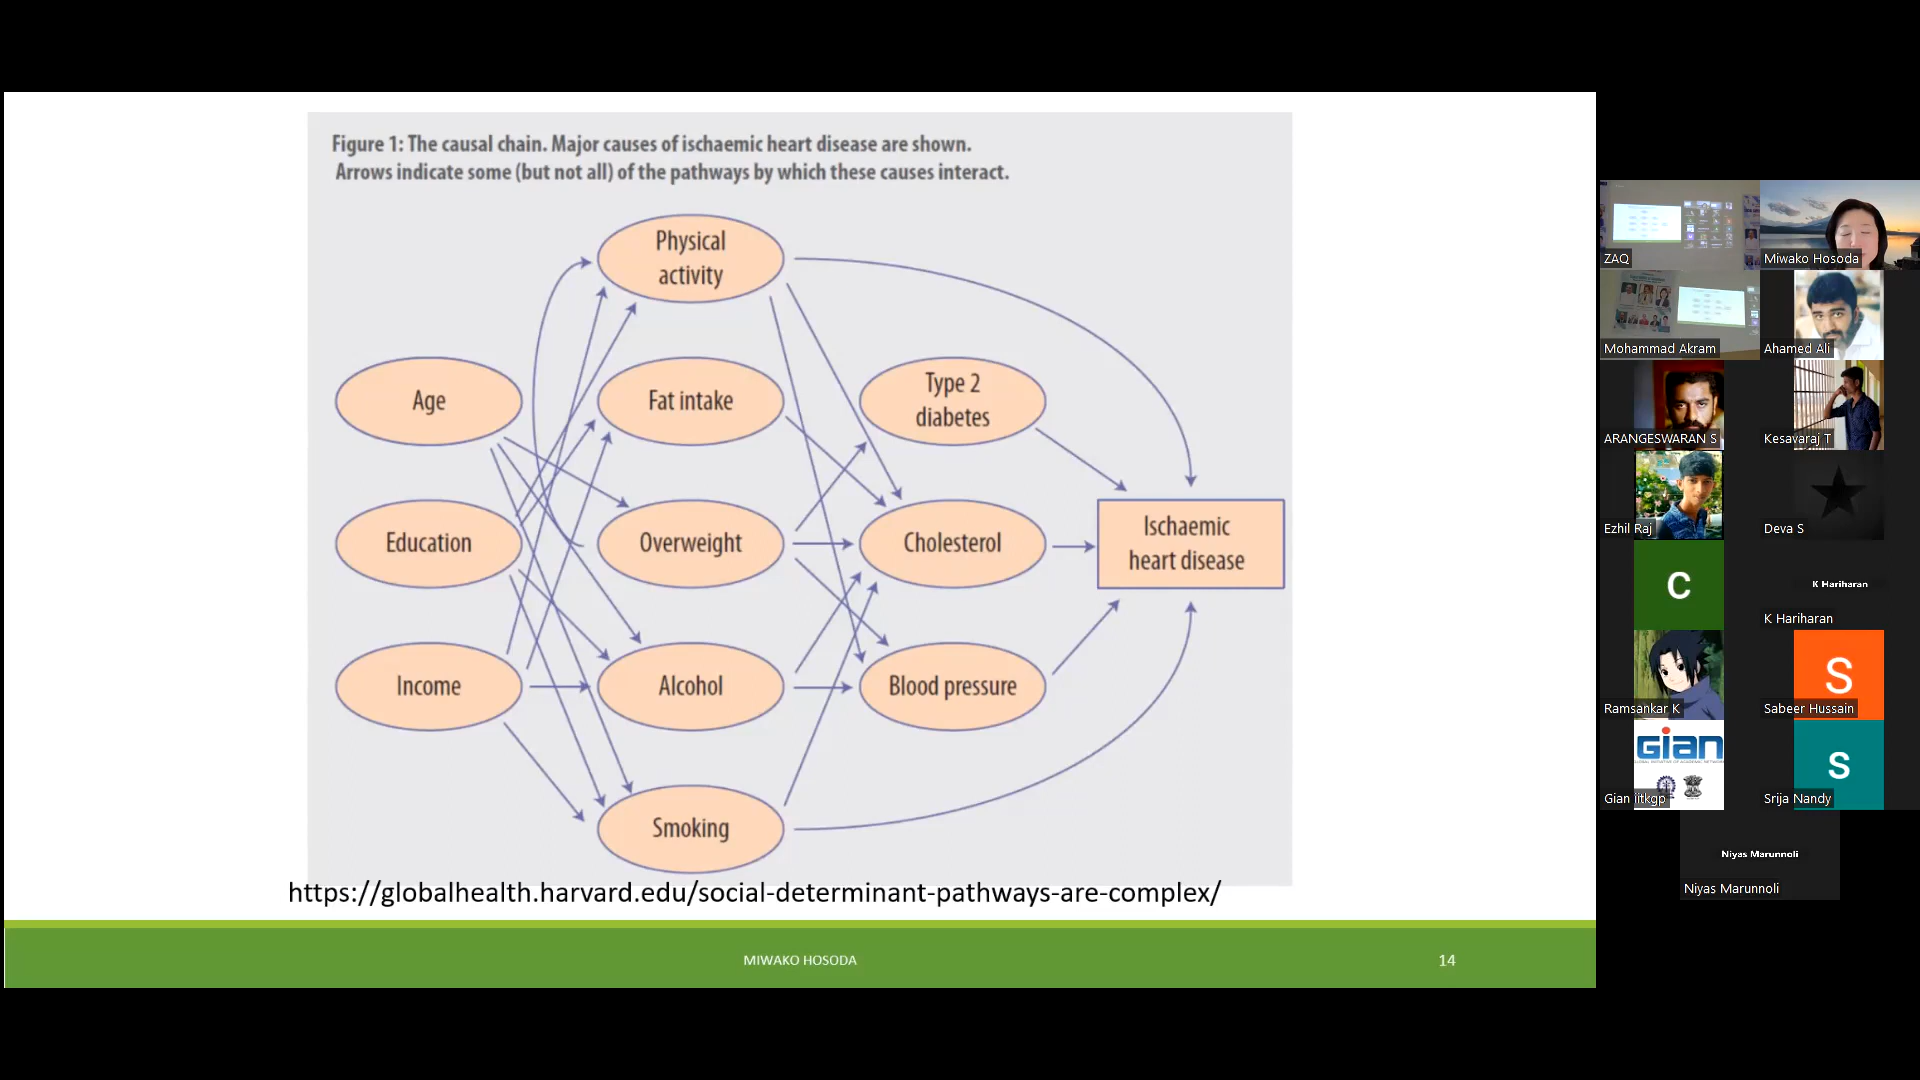 Figure 1: The causal chain. Major causes of ischaemic heart disease are shown.
Arrows indicate some (but not all) of the pathways by which these causes interact.
Physical
activity
Age
Fat intake
Type 2
diabetes
Education
Overweight
Cholesterol
Ischaemic
heart disease
Income
Alcohol
Blood pressure
Smoking
https://globalhealth.harvard.edu/social-determinant-pathways-are-complex/
MIWAKO HOSODA
14
ZAQ
Miwako Hosoda
Mohammad Akram
Ahamed Ali
ARANGESWARAN S
Kesavaraj T
Ezhil Raj
Deva S
C
K Hariharan
K Hariharan
Ramsankar K
S
Sabeer Hussain
Gian
Gian iitkgp
S
Srija Nandy
Niyas Marunnoli
Niyas Marunnoli